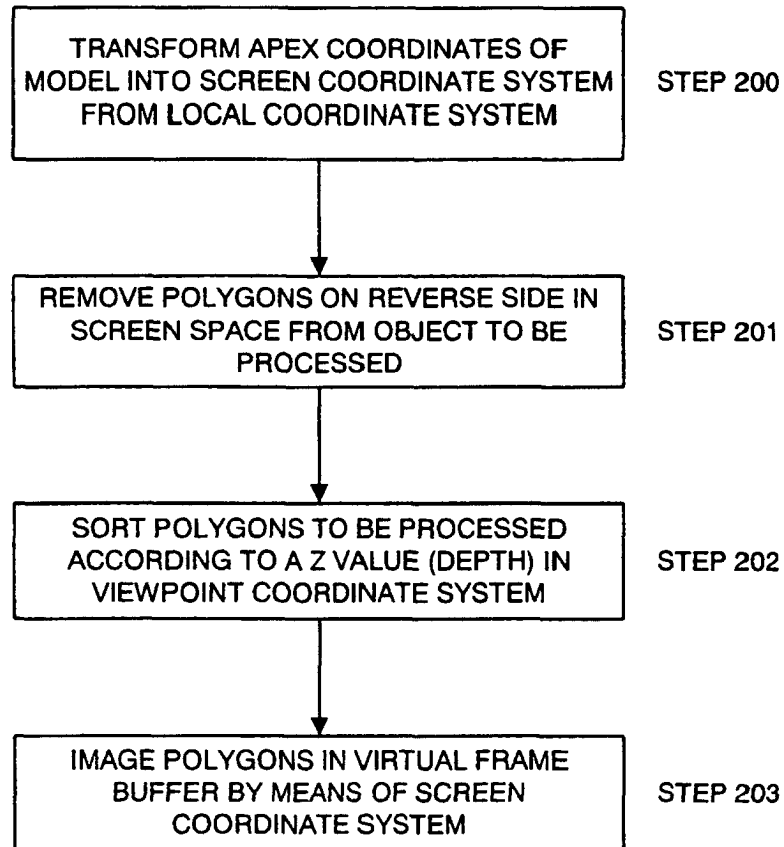 TRANSFORM APEX COORDINATES OF
MODEL INTO SCREEN COORDINATE SYSTEM
FROM LOCAL COORDINATE SYSTEM
STEP 200
REMOVE POLYGONS ON REVERSE SIDE IN
SCREEN SPACE FROM OBJECT TO BE
PROCESSED
STEP 201
SORT POLYGONS TO BE PROCESSED
ACCORDING TO A Z VALUE (DEPTH) IN
VIEWPOINT COORDINATE SYSTEM
STEP 202
IMAGE POLYGONS IN VIRTUAL FRAME
BUFFER BY MEANS OF SCREEN
COORDINATE SYSTEM
STEP 203